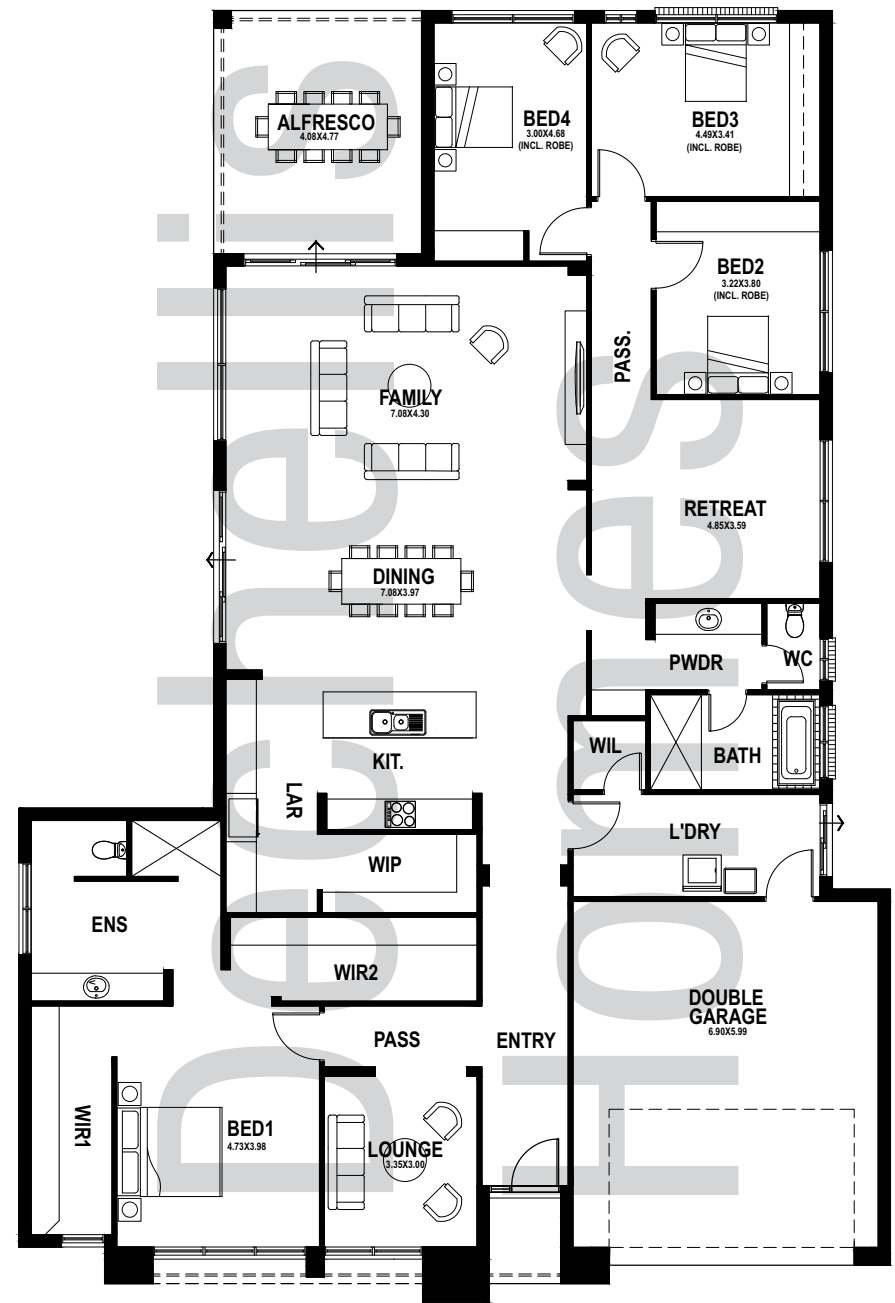 ALFRESCO
4.08X4.77
BED4
3.00X4.68
(INCL. ROBE)
BED3
4.49X3.41
(INCL. ROBE)
BED2
3.22X3.80
(INCL. ROBE)
PASS.
FAMILY
7.08X4.30
RETREAT
4.85X3.59
DINING
7.08X3.97
PWDR
WC
WIL
BATH
KIT.
LAR
L'DRY
WIP
ENS
WIR2
DOUBLE
GARAGE
6.90X5.99
PASS
ENTRY
WIR1
BED1
4.73X3.98
LOUNGE
3.35X3.00
Dechellis
Homes